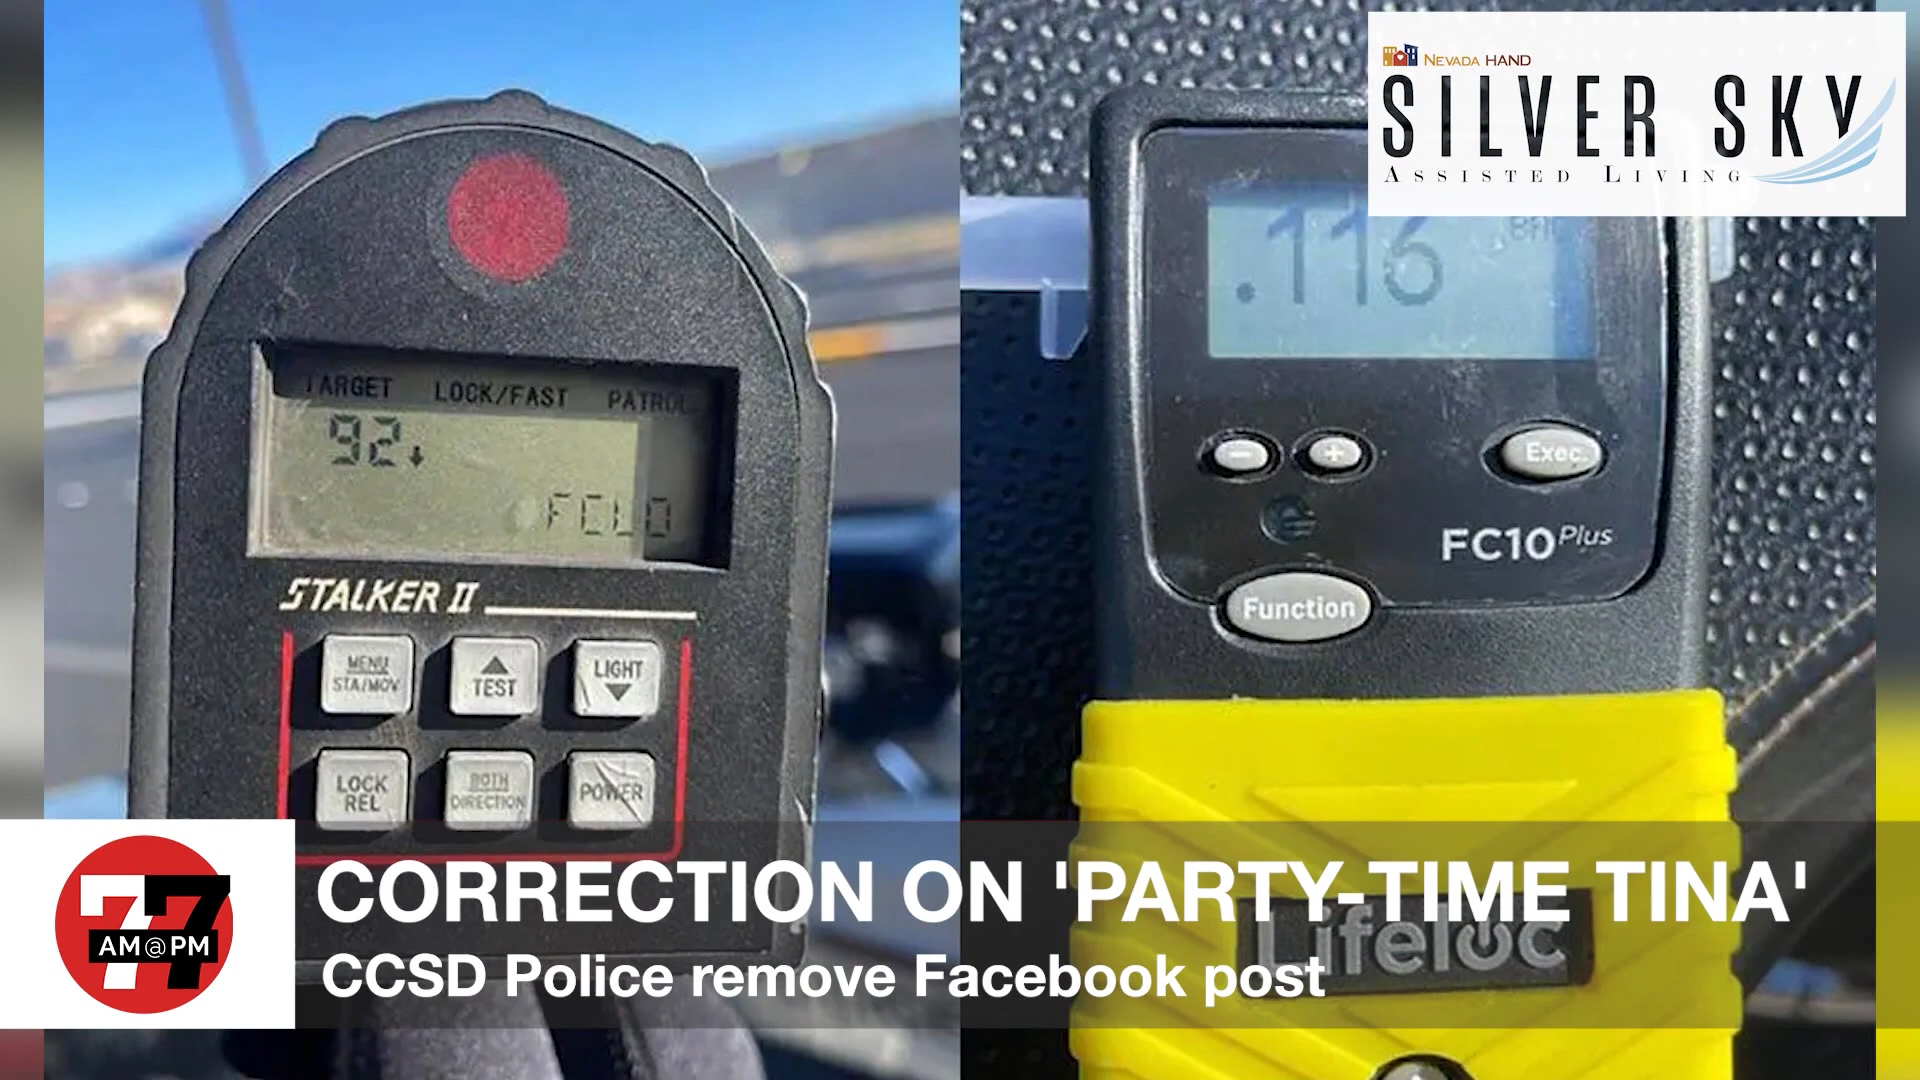 NEVADA HAND
SILVER SKY
ASSISTED LIVING
.116
TARGET LOCK/FAST PATROL
92
FCLO
STALKER II
MENU
STA/MOV
TEST
LIGHT
LOCK
REL
BOTH
DIRECTION
POWER
- +
Exec.
FC10 Plus
Function
Lifeloc
77
AM@PM
CORRECTION ON 'PARTY-TIME TINA'
CCSD Police remove Facebook post